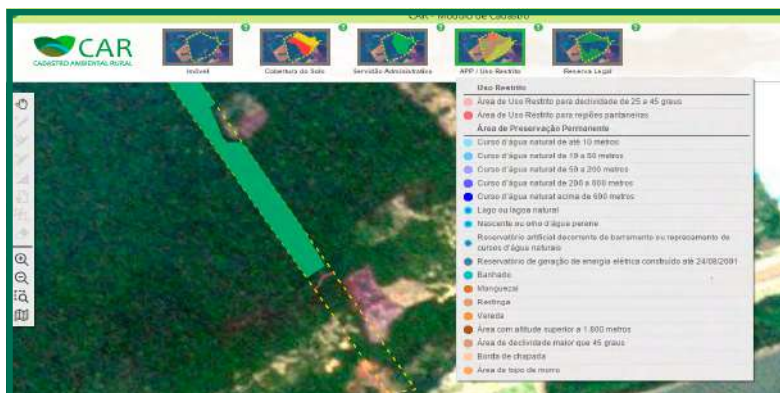 CAR - Módulo de Cadastro
CAR
CADASTRO AMBIENTAL RURAL
Imóvel
Cobertura do Solo
Servidão Administrativa
APP / Uso Restrito
Reserva Legal
Uso Restrito
Área de Uso Restrito para declividade de 25 a 45 graus
Área de Uso Restrito para regiões pantaneiras
Área de Preservação Permanente
Curso d'água natural de até 10 metros
Curso d'água natural de 10 a 50 metros
Curso d'água natural de 50 a 200 metros
Curso d'água natural de 200 a 600 metros
Curso d'água natural acima de 600 metros
Lago ou lagoa natural
Nascente ou olho d'água perene
Reservatório artificial decorrente de barramento ou represamento de
cursos d'água naturais
Reservatório de geração de energia elétrica construído até 24/08/2001
Banhado
Manguezal
Restinga
Vereda
Área com altitude superior a 1.800 metros
Área de declividade maior que 45 graus
Borda de chapada
Área de topo de morro